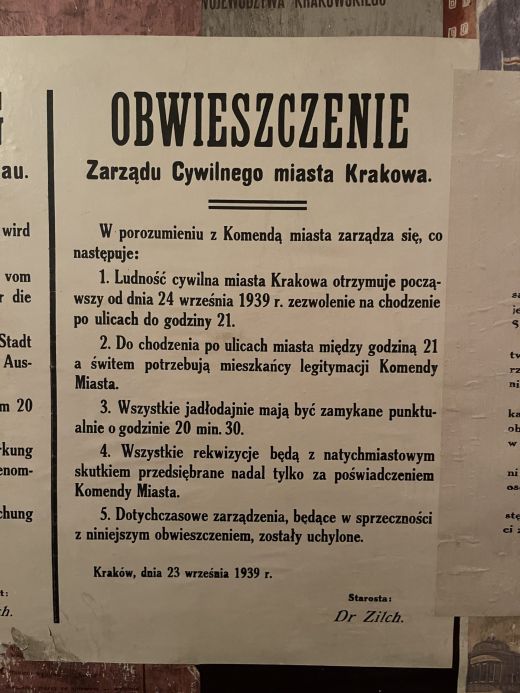 WOJEWÓDZTWA KRAKOWSKIEGO
au.
wird
vom
die
Stadt
Aus-
m 20
kung
enom-
chung
t:
ch.
OBWIESZCZENIE
Zarządu Cywilnego miasta Krakowa.
W porozumieniu z Komendą miasta zarządza się, co
następuje:
1. Ludność cywilna miasta Krakowa otrzymuje począ-
wszy od dnia 24 września 1939 r. zezwolenie na chodzenie
po ulicach do godziny 21.
2. Do chodzenia po ulicach miasta między godziną 21
a świtem potrzebują mieszkańcy legitymacji Komendy
Miasta.
3. Wszystkie jadłodajnie mają być zamykane punktu-
alnie o godzinie 20 min. 30.
4. Wszystkie rekwizycje będą z natychmiastowym
skutkiem przedsiębrane nadal tylko za poświadczeniem
Komendy Miasta.
5. Dotychczasowe zarządzenia, będące w sprzeczności
z niniejszym obwieszczeniem, zostały uchylone.
Kraków, dnia 23 września 1939 r.
Starosta:
Dr Zilch.